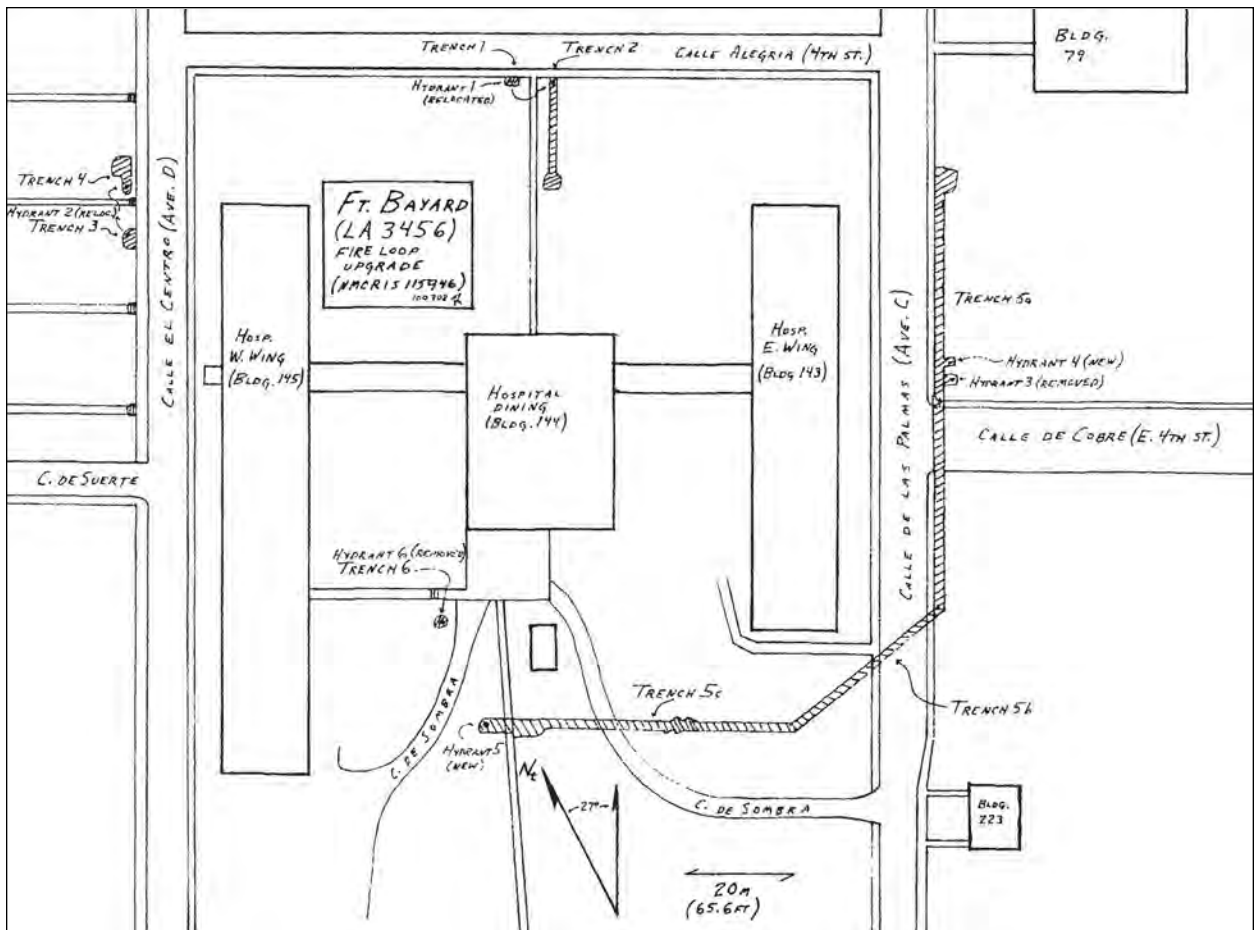 TRENCH 1
TRENCH 2
CALLE ALEGRIA (4TH ST.)
BLDG.
79
HYDRANT 1
(RELOCATED)
TRENCH 4
HYDRANT 2 (RELOC.)
TRENCH 3
CALLE EL CENTRO (AVE. D)
FT. BAYARD
(LA 3456)
FIRE LOOP
UPGRADE
(NMCRIS 115746)
100708
TRENCH 5a
HOSP.
W. WING
(BLDG. 145)
HOSPITAL
DINING
(BLDG. 144)
HOSP.
E. WING
(BLDG 143)
CALLE DE LAS PALMAS (AVE. C)
HYDRANT 4 (NEW)
HYDRANT 3 (REMOVED)
CALLE DE COBRE (E. 4TH ST.)
C. DE SUERTE
HYDRANT 6 (REMOVED)
TRENCH 6
TRENCH 5c
TRENCH 5b
C. DE SOMBRA
HYDRANT 5
(NEW)
Nt
27°
C. DE SOMBRA
BLDG.
223
20m
(65.6FT)